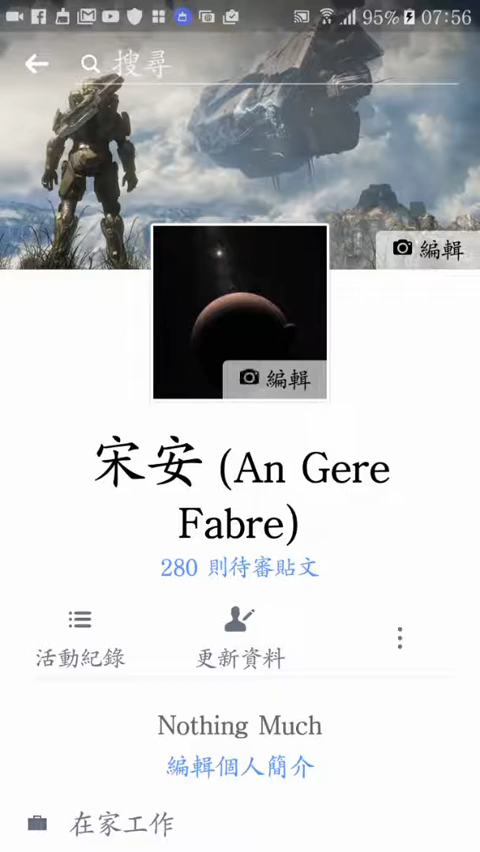 95% 07:56
搜尋
編輯
編輯
宋安 (An Gere
Fabre)
280 則待審貼文
活動紀錄 更新資料
Nothing Much
編輯個人簡介
在家工作